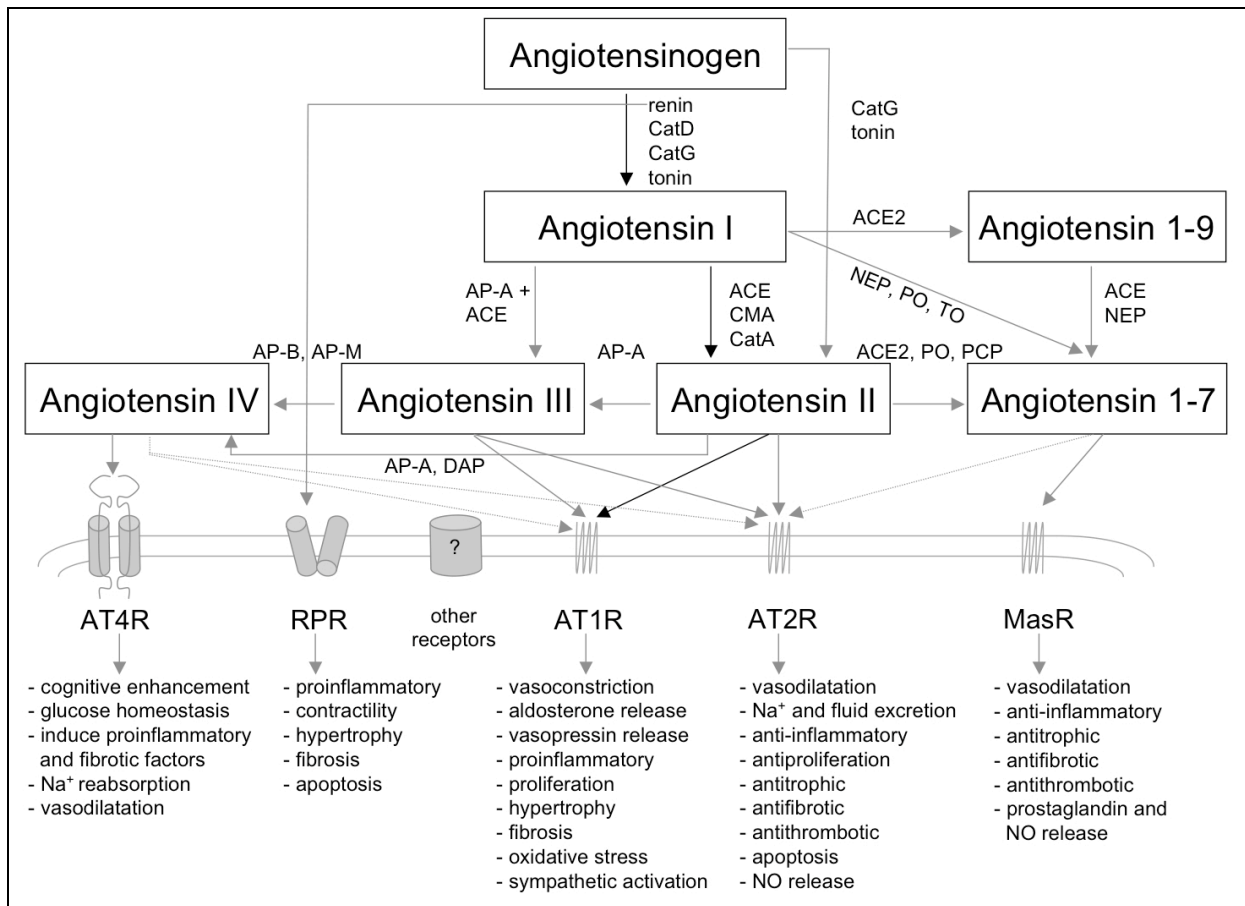 Angiotensinogen
renin
CatD
CatG
tonin
CatG
tonin
Angiotensin I
ACE2
Angiotensin 1-9
AP-A +
ACE
ACE
CMA
CatA
NEP, PO, TO
ACE
NEP
AP-B, AP-M
AP-A
ACE2, PO, PCP
Angiotensin IV
Angiotensin III
Angiotensin II
Angiotensin 1-7
AP-A, DAP
?
AT4R
RPR
other
receptors
AT1R
AT2R
MasR
- cognitive enhancement
- glucose homeostasis
- induce proinflammatory
and fibrotic factors
- Na⁺ reabsorption
- vasodilatation
- proinflammatory
- contractility
- hypertrophy
- fibrosis
- apoptosis
- vasoconstriction
- aldosterone release
- vasopressin release
- proinflammatory
- proliferation
- hypertrophy
- fibrosis
- oxidative stress
- sympathetic activation
- vasodilatation
- Na⁺ and fluid excretion
- anti-inflammatory
- antiproliferation
- antitrophic
- antifibrotic
- antithrombotic
- apoptosis
- NO release
- vasodilatation
- anti-inflammatory
- antitrophic
- antifibrotic
- antithrombotic
- prostaglandin and
NO release